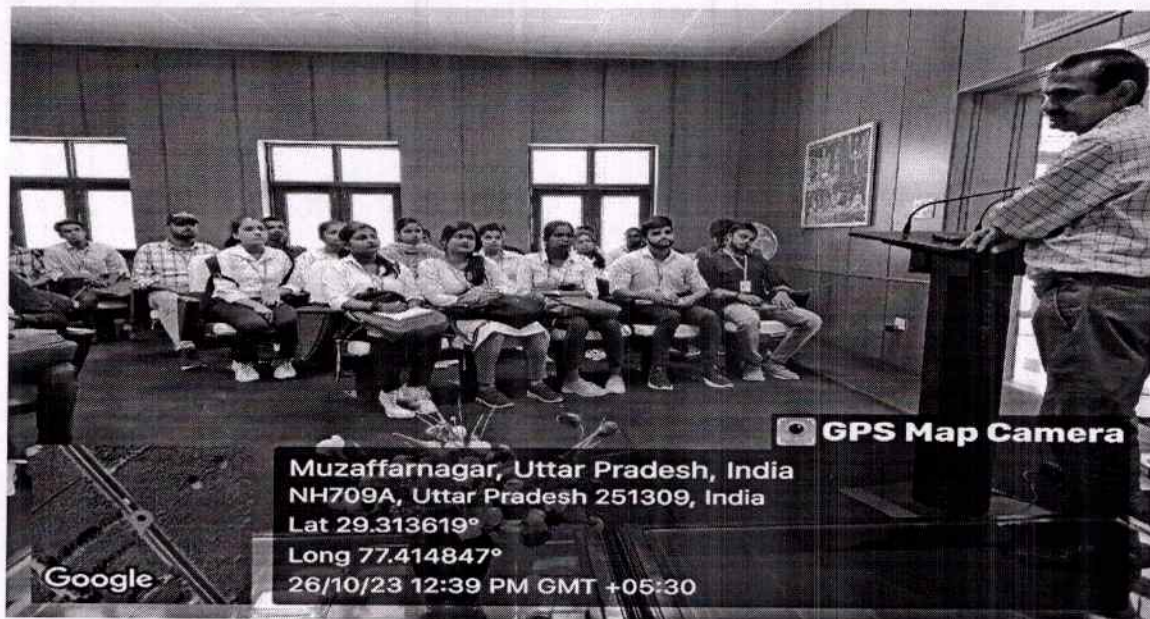 GPS Map Camera
Muzaffarnagar, Uttar Pradesh, India
NH709A, Uttar Pradesh 251309, India
Lat 29.313619°
Long 77.414847°
26/10/23 12:39 PM GMT +05:30
Google